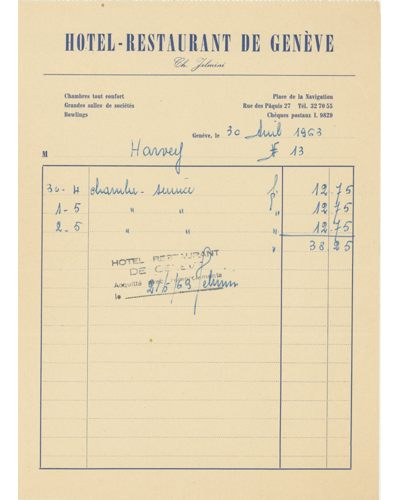 HOTEL-RESTAURANT DE GENÈVE
Ch. Jelmini
Chambres tout confort
Grandes salles de sociétés
Bowlings
Place de la Navigation
Rue des Pâquis 27 Tél. 32 70 55
Chèques postaux I. 9829
Genève, le 30 Avril 1963
M Harvey # 13
30-4 chambre - service fr 12.75
1-5 " " " 12.75
2-5 " " " 12.75
" 38 25
HOTEL RESTAURANT
DE GENEVE
Acquitté
le 2/5/63 Jelmini